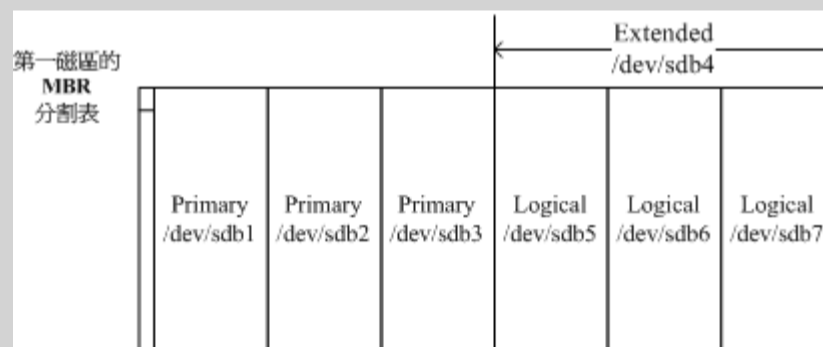 第一磁區的
MBR
分割表
Extended
/dev/sdb4
Primary
/dev/sdb1
Primary
/dev/sdb2
Primary
/dev/sdb3
Logical
/dev/sdb5
Logical
/dev/sdb6
Logical
/dev/sdb7